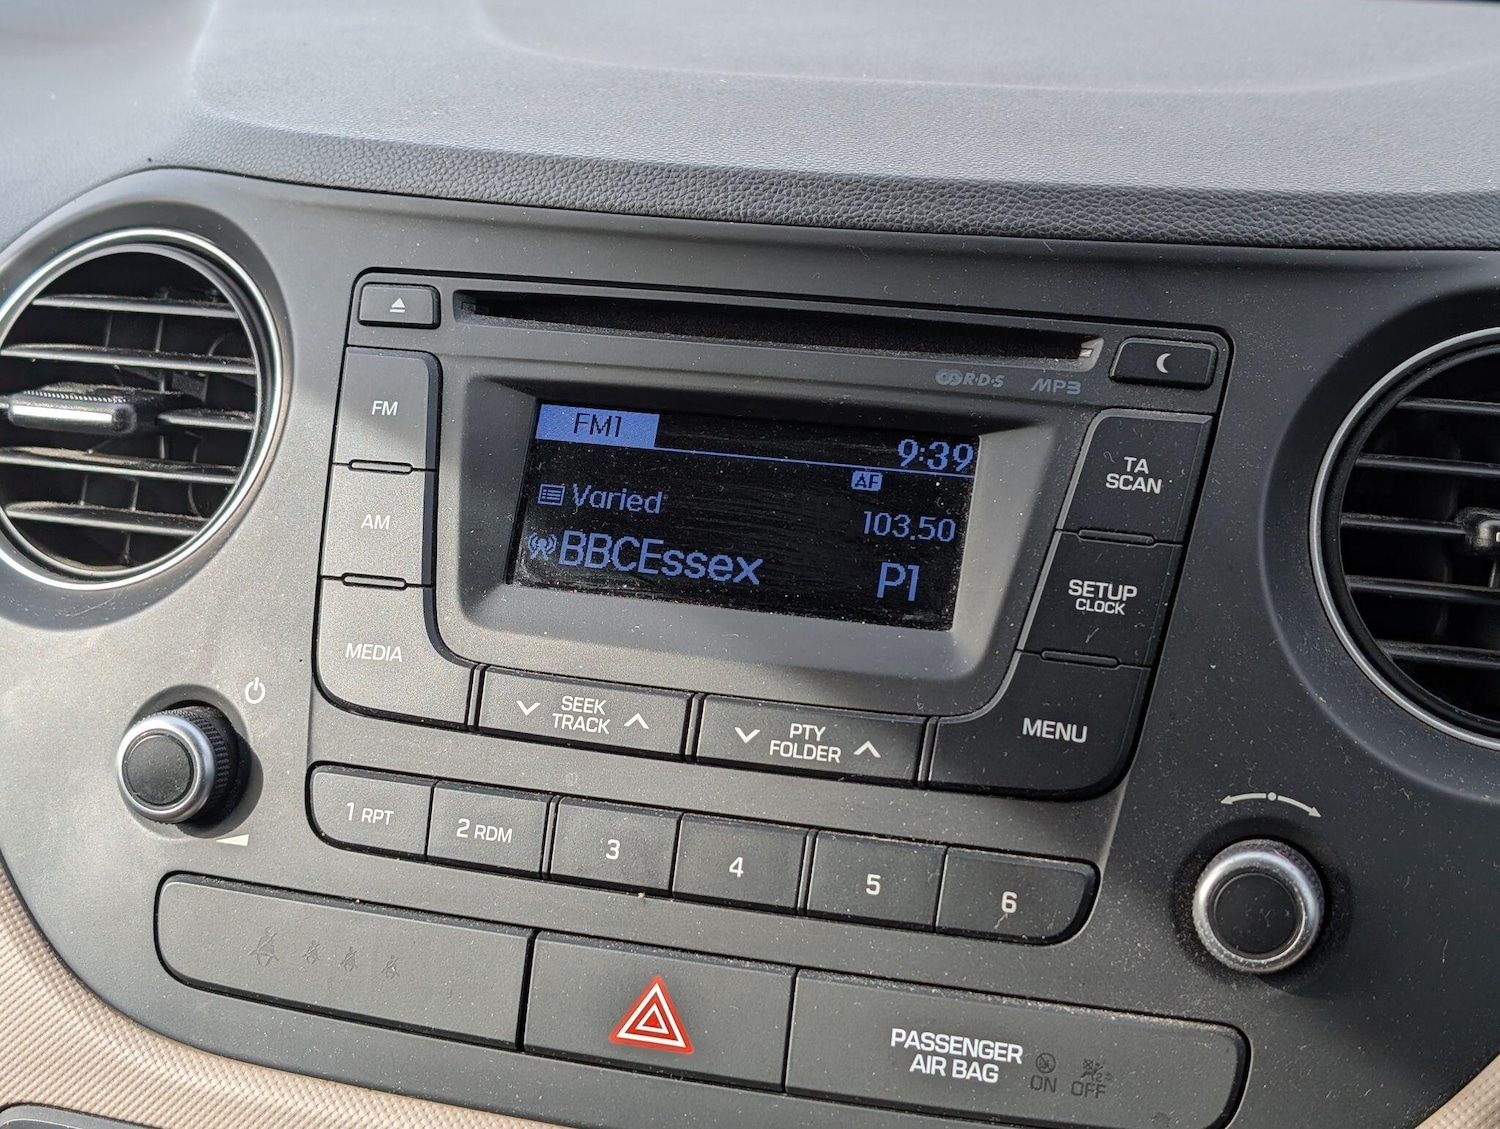 R·D·S MP3
FM
AM
MEDIA
FM1
9:39
AF
Varied
103.50
BBCEssex
P1
TA
SCAN
SETUP
CLOCK
MENU
SEEK
TRACK
PTY
FOLDER
1 RPT
2 RDM
3
4
5
6
PASSENGER
AIR BAG
ON OFF